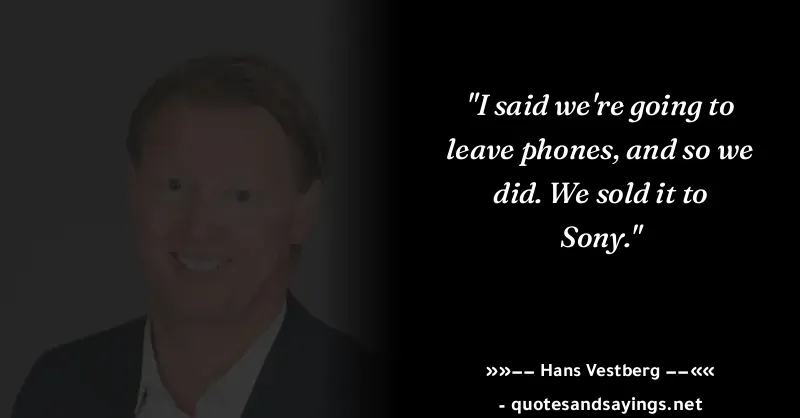 "I said we're going to
leave phones, and so we
did. We sold it to
Sony."
»»–– Hans Vestberg ––««
- quotesandsayings.net